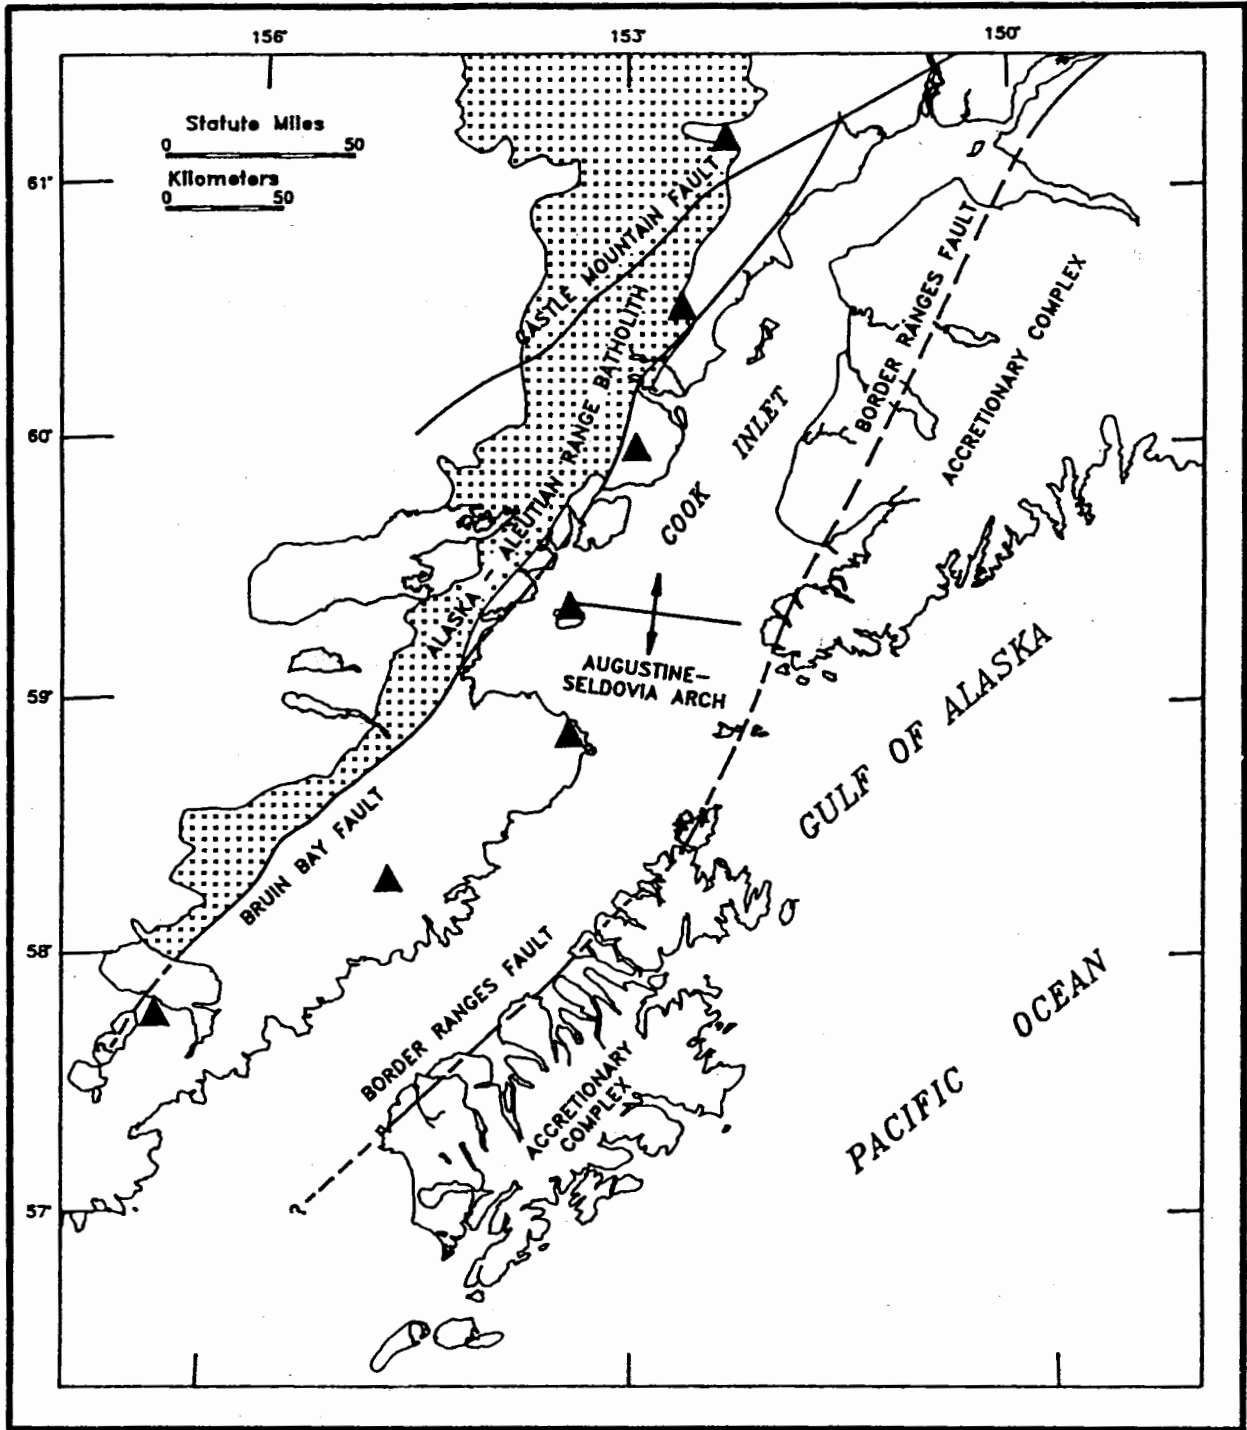 156° 153° 150°
Statute Miles
0 50
Kilometers
0 50
61°
60°
59°
58°
57°
CASTLE MOUNTAIN FAULT
ALASKA - ALEUTIAN RANGE BATHOLITH
BORDER RANGES FAULT
ACCRETIONARY COMPLEX
COOK INLET
AUGUSTINE-
SELDOVIA ARCH
GULF OF ALASKA
BRUIN BAY FAULT
?
BORDER RANGES FAULT
?
ACCRETIONARY
COMPLEX
PACIFIC OCEAN